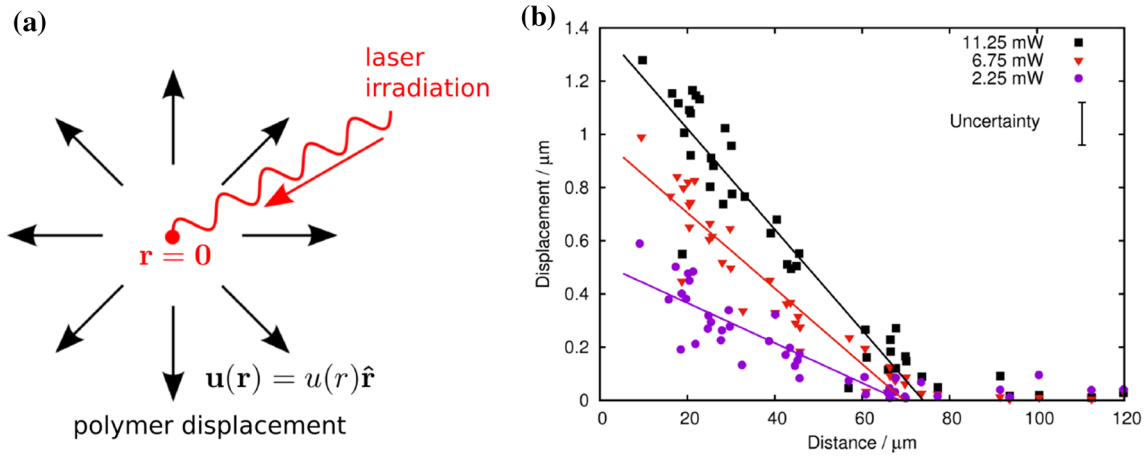 (a)
laser
irradiation
r = 0
u(r) = u(r)r̂
polymer displacement
(b)
Displacement / μm
1.4
1.2
1
0.8
0.6
0.4
0.2
0
0
20
40
60
80
100
120
Distance / μm
11.25 mW
6.75 mW
2.25 mW
Uncertainty